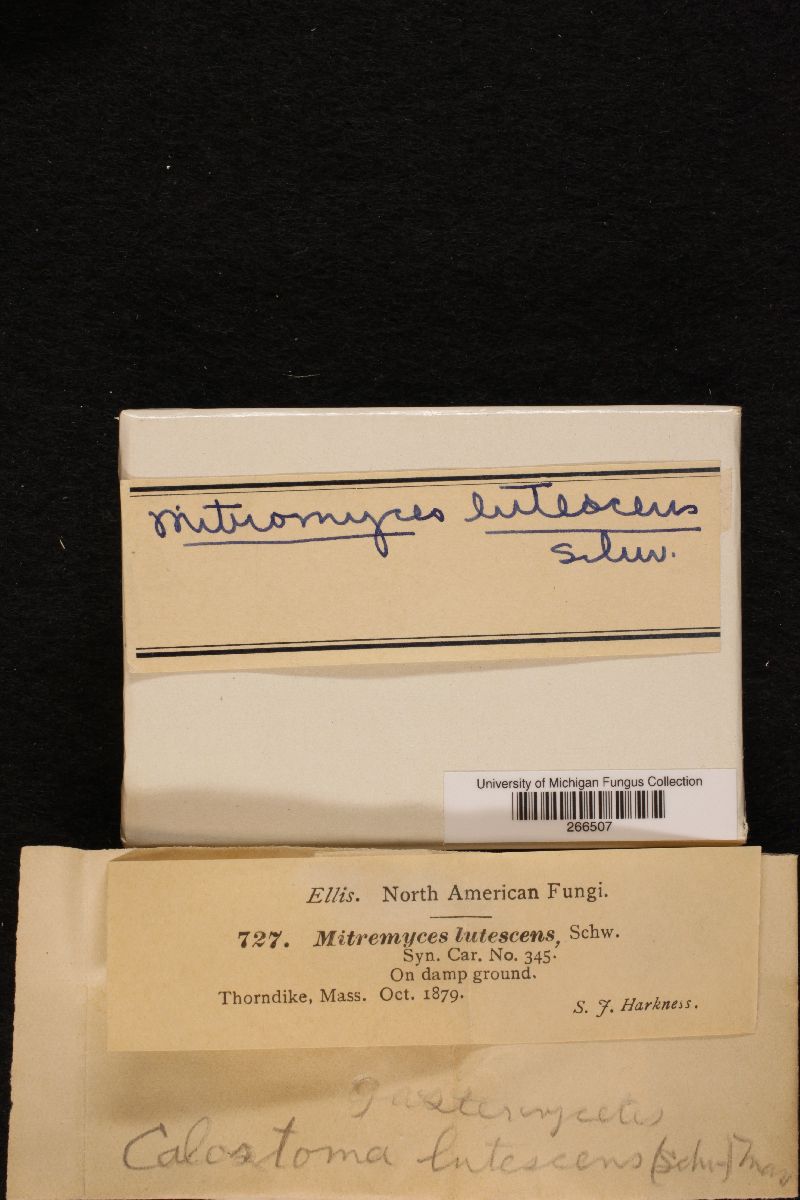 Mitromyces lutescens
Schw.
University of Michigan Fungus Collection
266507
Ellis. North American Fungi.
727. Mitremyces lutescens, Schw.
Syn. Car. No. 345.
On damp ground.
Thorndike, Mass. Oct. 1879.
S. J. Harkness.
Gasteromycetes
Calostoma lutescens (Schw) Mas